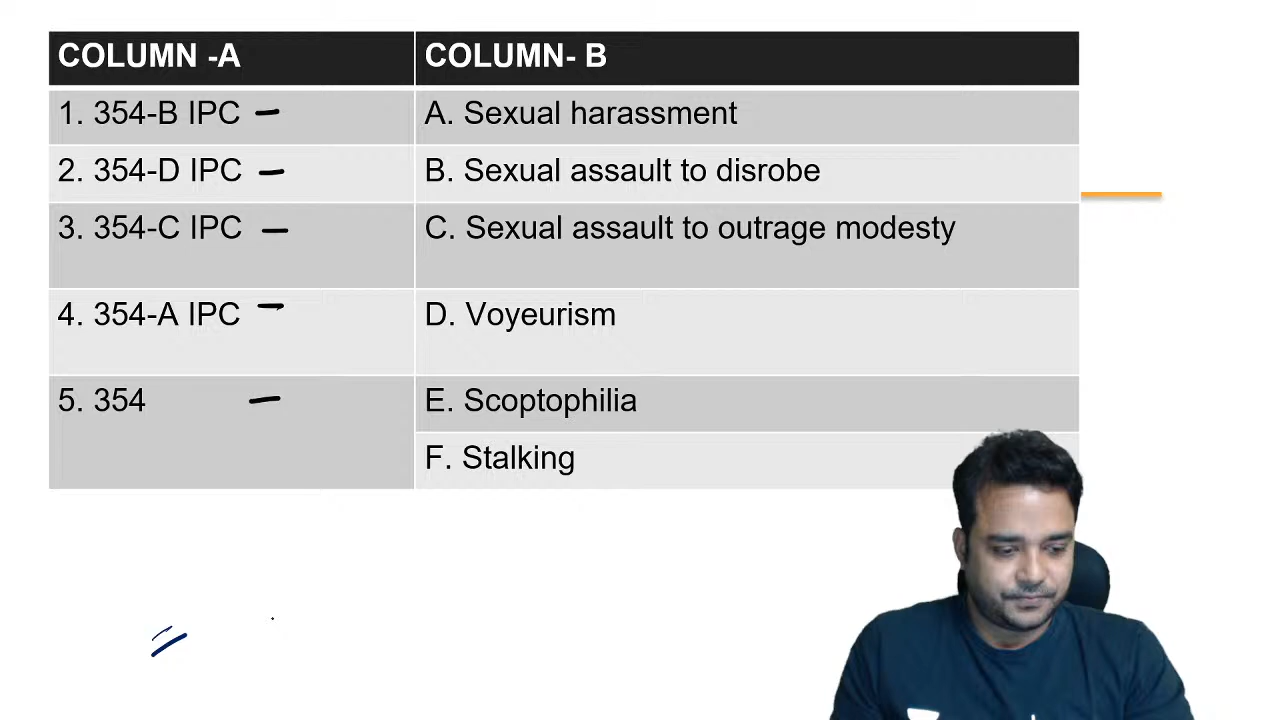 COLUMN -A COLUMN- B
1. 354-B IPC – A. Sexual harassment
2. 354-D IPC – B. Sexual assault to disrobe
3. 354-C IPC – C. Sexual assault to outrage modesty
4. 354-A IPC – D. Voyeurism
5. 354 – E. Scoptophilia
F. Stalking